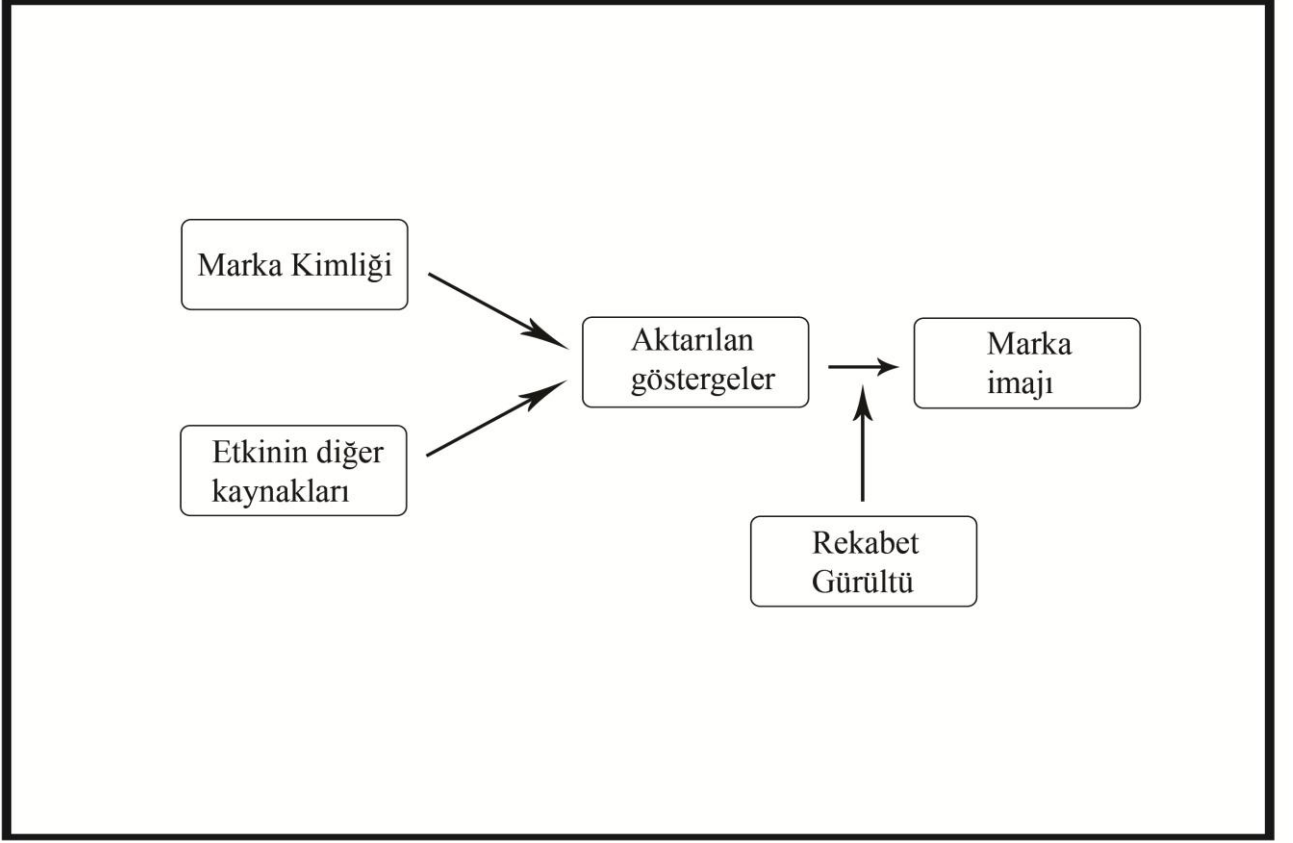 Marka Kimliği
Etkinin diğer
kaynakları
Aktarılan
göstergeler
Marka
imajı
Rekabet
Gürültü